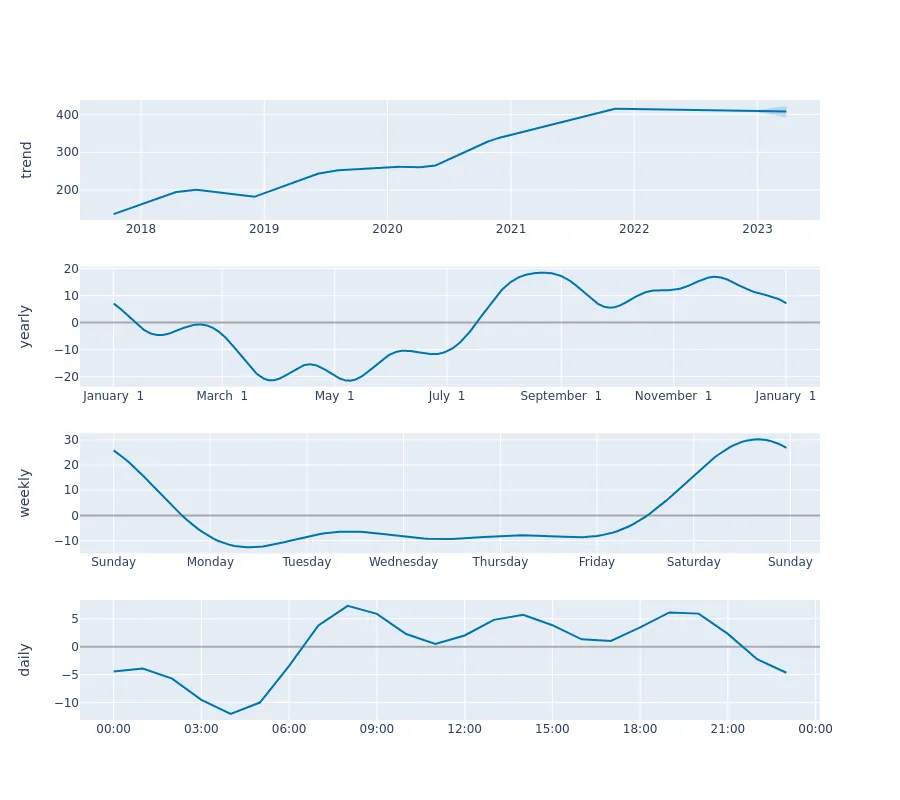 trend
400
300
200
2018 2019 2020 2021 2022 2023
yearly
20
10
0
−10
−20
January 1 March 1 May 1 July 1 September 1 November 1 January 1
weekly
30
20
10
0
−10
Sunday Monday Tuesday Wednesday Thursday Friday Saturday Sunday
daily
5
0
−5
−10
00:00 03:00 06:00 09:00 12:00 15:00 18:00 21:00 00:00